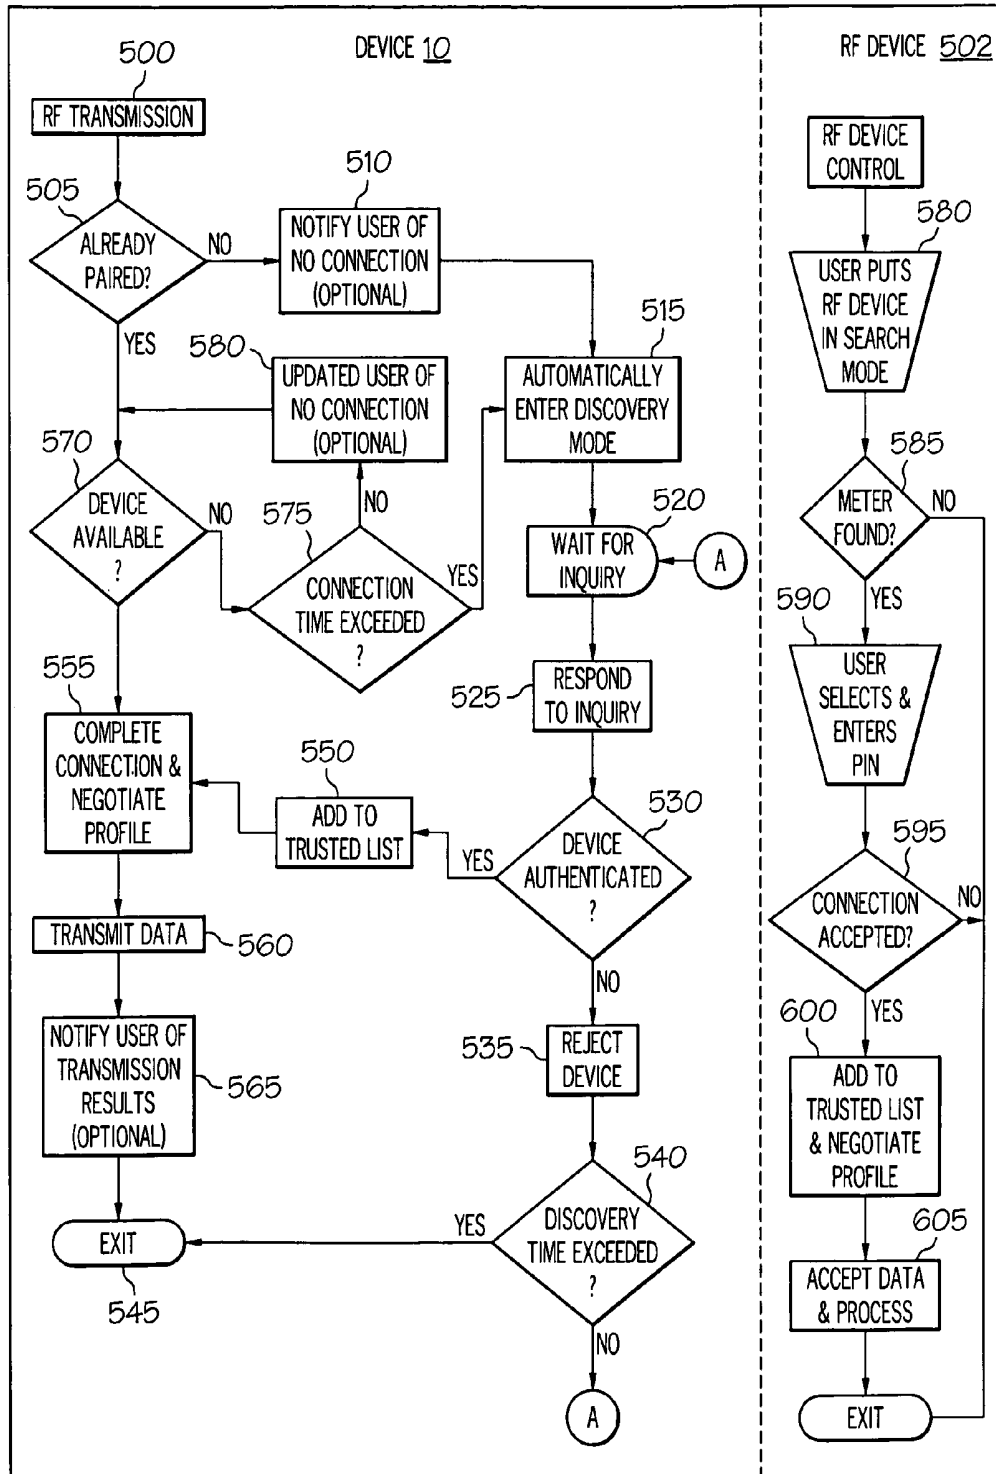 DEVICE 10
RF DEVICE 502
500
RF TRANSMISSION
505
ALREADY
PAIRED?
NO
YES
510
NOTIFY USER OF
NO CONNECTION
(OPTIONAL)
515
AUTOMATICALLY
ENTER DISCOVERY
MODE
580
UPDATED USER OF
NO CONNECTION
(OPTIONAL)
570
DEVICE
AVAILABLE
?
NO
575
NO
CONNECTION
TIME EXCEEDED
?
YES
520
WAIT FOR
INQUIRY
A
525
RESPOND
TO INQUIRY
555
COMPLETE
CONNECTION &
NEGOTIATE
PROFILE
550
ADD TO
TRUSTED LIST
530
DEVICE
AUTHENTICATED
?
YES
NO
TRANSMIT DATA
560
535
REJECT
DEVICE
NOTIFY USER OF
TRANSMISSION
RESULTS
(OPTIONAL)
565
540
DISCOVERY
TIME EXCEEDED
?
YES
NO
EXIT
545
A
RF DEVICE
CONTROL
580
USER PUTS
RF DEVICE
IN SEARCH
MODE
585
METER
FOUND?
NO
YES
590
USER
SELECTS &
ENTERS
PIN
595
CONNECTION
ACCEPTED?
NO
YES
600
ADD TO
TRUSTED LIST
& NEGOTIATE
PROFILE
605
ACCEPT DATA
& PROCESS
EXIT